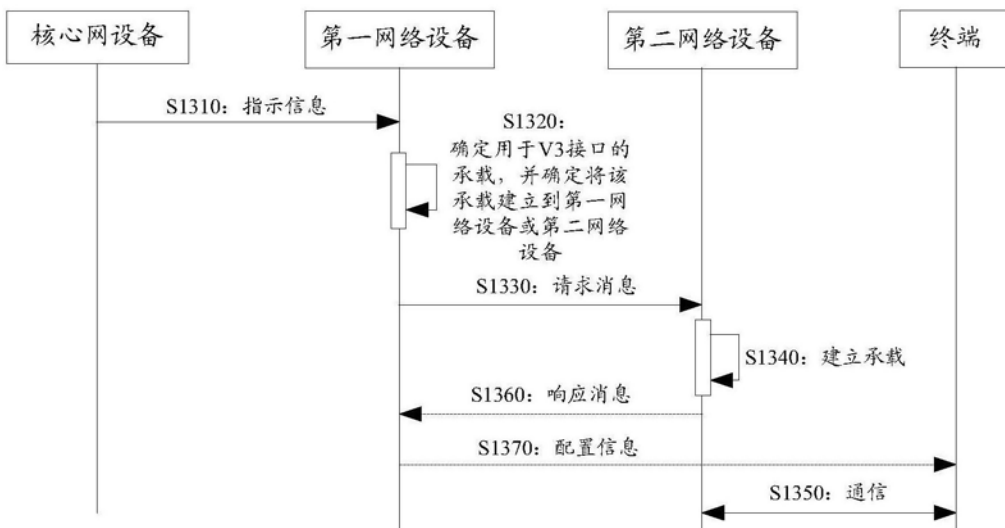 核心网设备
第一网络设备
第二网络设备
终端
S1310：指示信息
S1320：
确定用于V3接口的
承载，并确定将该
承载建立到第一网
络设备或第二网络
设备
S1330：请求消息
S1340：建立承载
S1360：响应消息
S1370：配置信息
S1350：通信